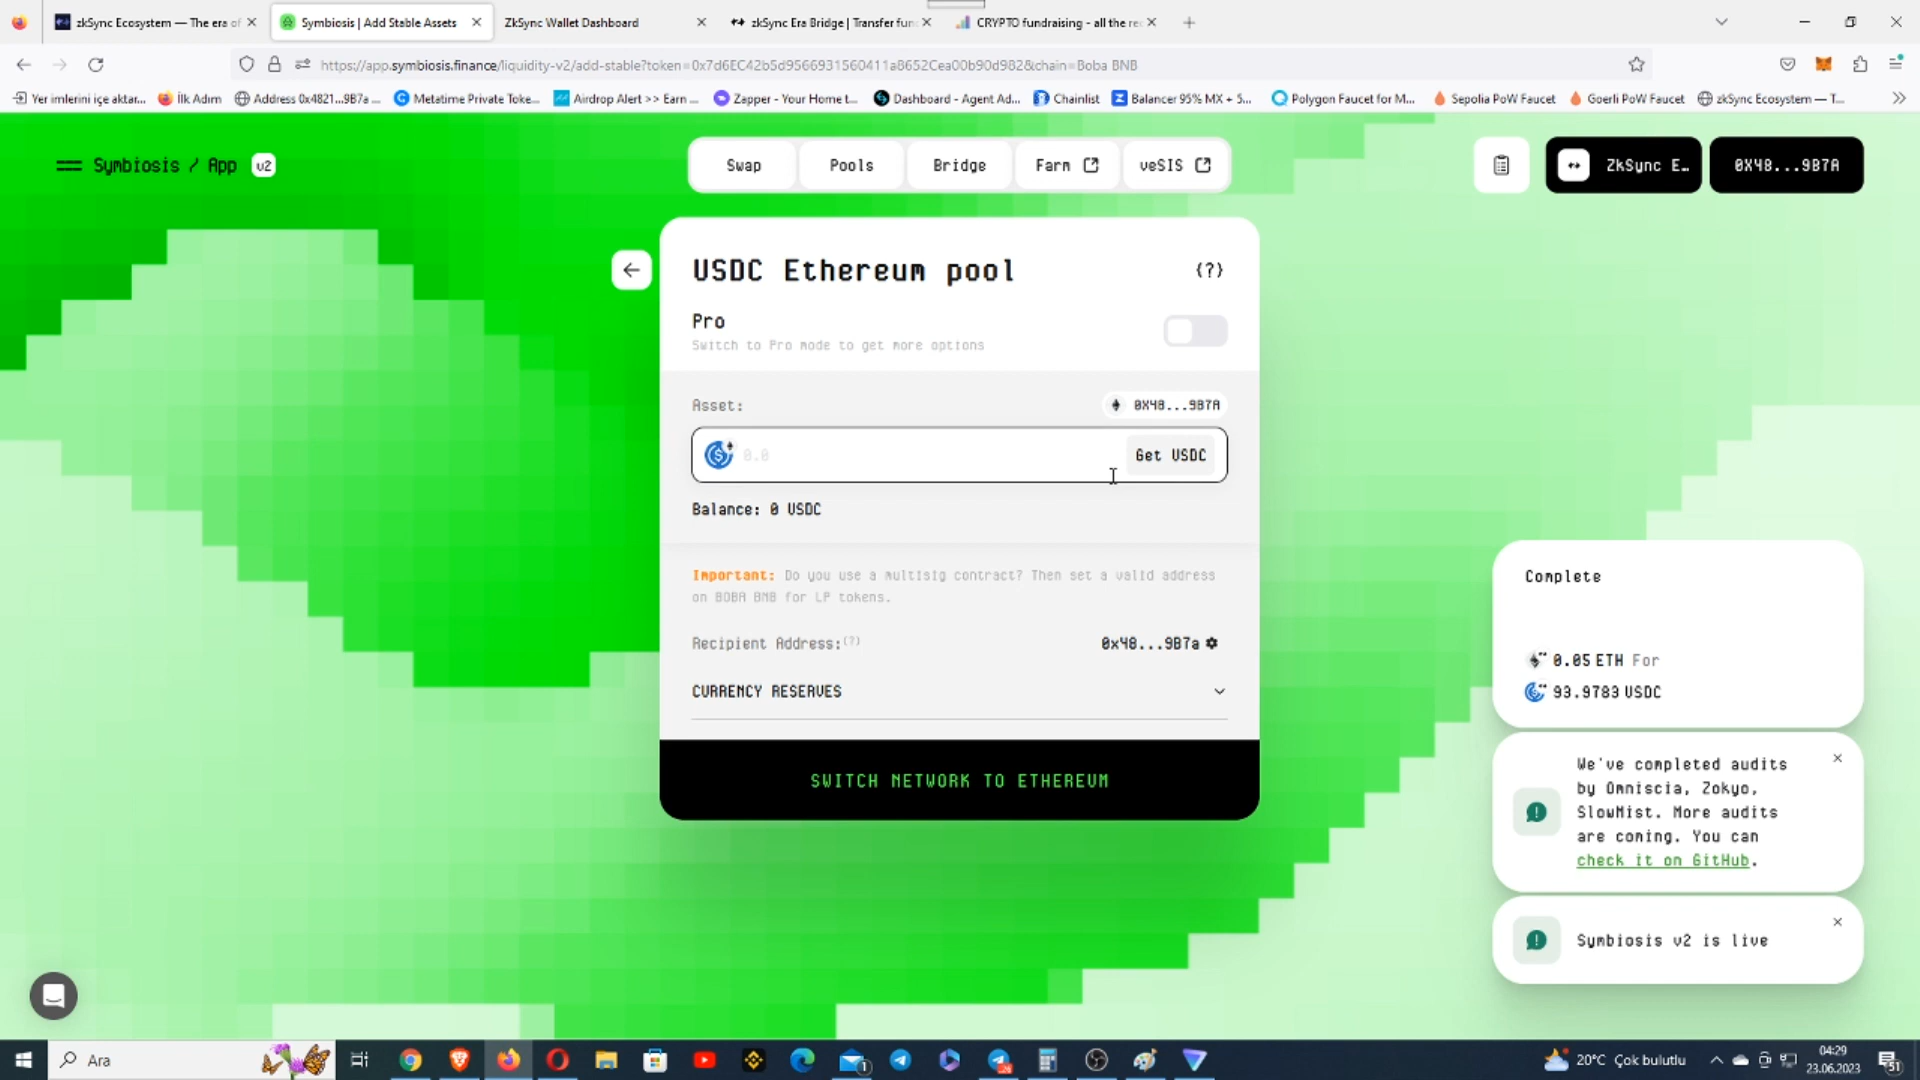 zkSync Ecosystem — The era of
Symbiosis | Add Stable Assets
ZkSync Wallet Dashboard
zkSync Era Bridge | Transfer fun
CRYPTO fundraising - all the re
https://app.symbiosis.finance/liquidity-v2/add-stable?token=0x7d6EC42b5d9566931560411a8652Cea00b90d982&chain=Boba BNB
Yer imlerini içe aktar...
İlk Adım
Address 0x4821...9B7a ...
Metatime Private Toke...
Airdrop Alert >> Earn ...
Zapper - Your Home t...
Dashboard - Agent Ad...
Chainlist
Balancer 95% MX + 5...
Polygon Faucet for M...
Sepolia PoW Faucet
Goerli PoW Faucet
zkSync Ecosystem — T...
Symbiosis / App v2
Swap
Pools
Bridge
Farm
veSIS
ZkSync E…
0X48...9B7A
USDC Ethereum pool
(?)
Pro
Switch to Pro mode to get more options
Asset:
0X48...9B7A
0.0
Get USDC
Balance: 0 USDC
Important: Do you use a multisig contract? Then set a valid address
on BOBA BNB for LP tokens.
Recipient Address:(?)
0x48...9B7a
CURRENCY RESERVES
SWITCH NETWORK TO ETHEREUM
Complete
0.05 ETH For
93.9783 USDC
We've completed audits
by Omniscia, Zokyo,
SlowMist. More audits
are coming. You can
check it on GitHub.
Symbiosis v2 is live
Ara
1
20°C Çok bulutlu
04:29
23.06.2023
51